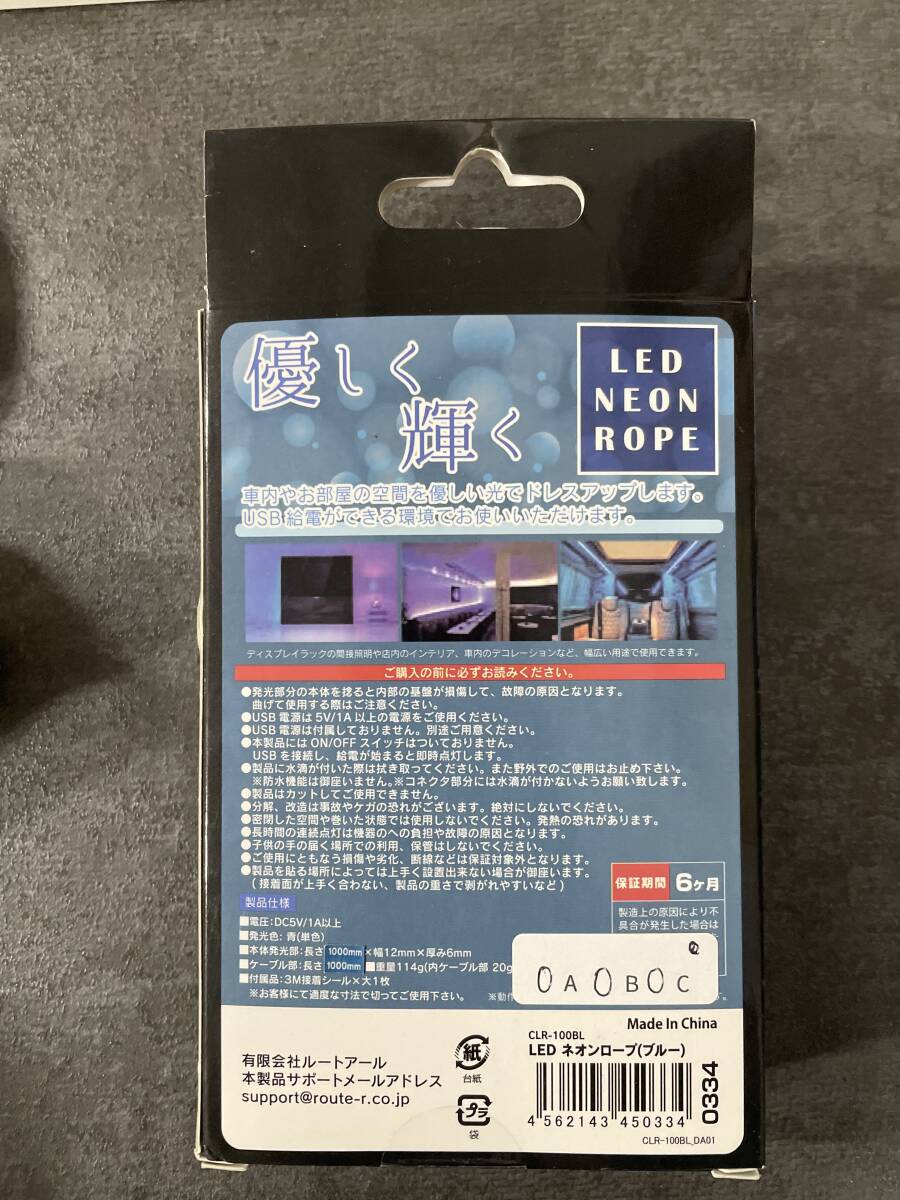 優しく
輝く
LED
NEON
ROPE
車内やお部屋の空間を優しい光でドレスアップします。
USB給電ができる環境でお使いいただけます。
ディスプレイラックの間接照明や店内のインテリア、車内のデコレーションなど、幅広い用途で使用できます。
ご購入の前に必ずお読みください。
●発光部分の本体を捻ると内部の基盤が損傷して、故障の原因となります。
曲げて使用する際はご注意ください。
●USB電源は5V/1A以上の電源をご使用ください。
●USB電源は付属しておりません。別途ご用意ください。
●本製品にはON/OFFスイッチはついておりません。
USBを接続し、給電が始まると即時点灯します。
●製品に水滴が付いた際は拭き取ってください。また野外でのご使用はお止め下さい。
※防水機能は御座いません。※コネクタ部分には水滴が付かないようお願い致します。
●製品はカットしてご使用できません。
●分解、改造は事故やケガの恐れがございます。絶対にしないでください。
●密閉した空間や巻いた状態では使用しないでください。発熱の恐れがあります。
●長時間の連続点灯は機器のへの負担や故障の原因となります。
●子供の手の届く場所での利用、保管はしないでください。
●ご使用にともなう損傷や劣化、断線などは保証対象外となります。
●製品を貼る場所によっては上手く設置出来ない場合が御座います。
(接着面が上手く合わない、製品の重さで剥がれやすいなど)
保証期間 6ヶ月
製造上の原因により不
具合が発生した場合は
製品仕様
■電圧:DC5V/1A以上
■発光色: 青(単色)
■本体発光部:長さ1000mm×幅12mm×厚み6mm
■ケーブル部:長さ1000mm ■重量114g(内ケーブル部 20g
■付属品:3M接着シール×大1枚
※お客様にて適度な寸法で切ってご使用下さい。 ※動作
0A 0B 0C
Made In China
CLR-100BL
LED ネオンロープ(ブルー)
有限会社ルートアール
本製品サポートメールアドレス
support@route-r.co.jp
紙
台紙
プラ
袋
4 562143 450334
0334
CLR-100BL_DA01